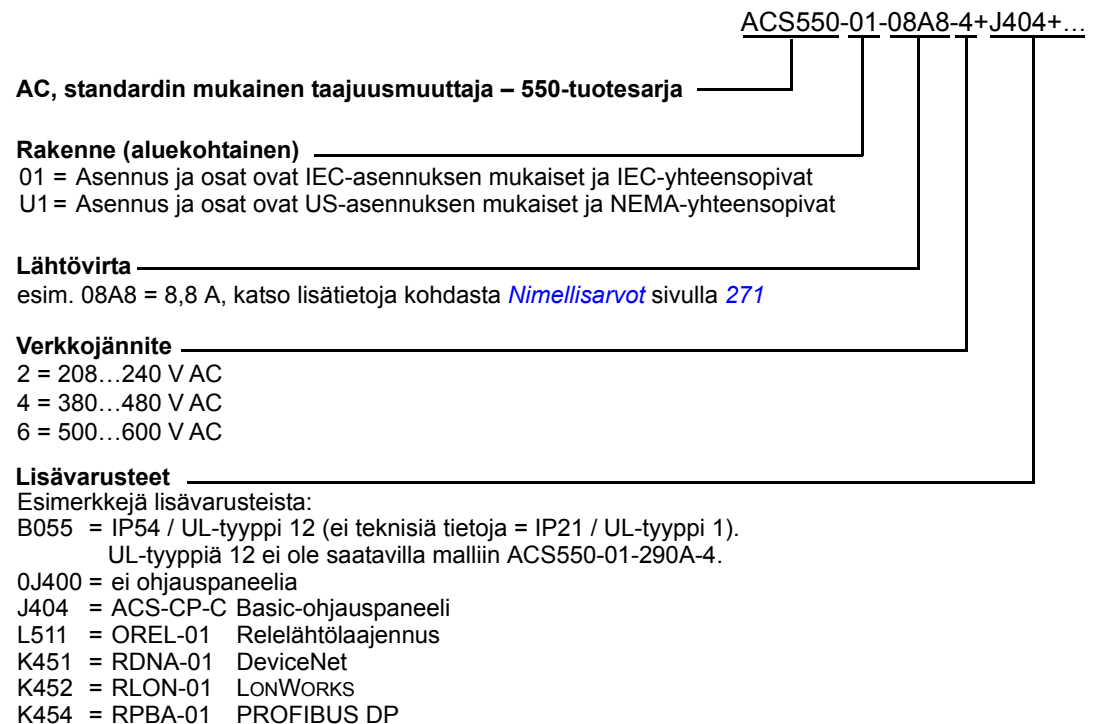 ACS550-01-08A8-4+J404+…
AC, standardin mukainen taajuusmuuttaja – 550-tuotesarja
Rakenne (aluekohtainen)
01 = Asennus ja osat ovat IEC-asennuksen mukaiset ja IEC-yhteensopivat
U1 = Asennus ja osat ovat US-asennuksen mukaiset ja NEMA-yhteensopivat
Lähtövirta
esim. 08A8 = 8,8 A, katso lisätietoja kohdasta Nimellisarvot sivulla 271
Verkkojännite
2 = 208…240 V AC
4 = 380…480 V AC
6 = 500…600 V AC
Lisävarusteet
Esimerkkejä lisävarusteista:
B055 = IP54 / UL-tyyppi 12 (ei teknisiä tietoja = IP21 / UL-tyyppi 1).
UL-tyyppiä 12 ei ole saatavilla malliin ACS550-01-290A-4.
0J400 = ei ohjauspaneelia
J404 = ACS-CP-C Basic-ohjauspaneeli
L511 = OREL-01 Relelähtölaajennus
K451 = RDNA-01 DeviceNet
K452 = RLON-01 LONWORKS
K454 = RPBA-01 PROFIBUS DP